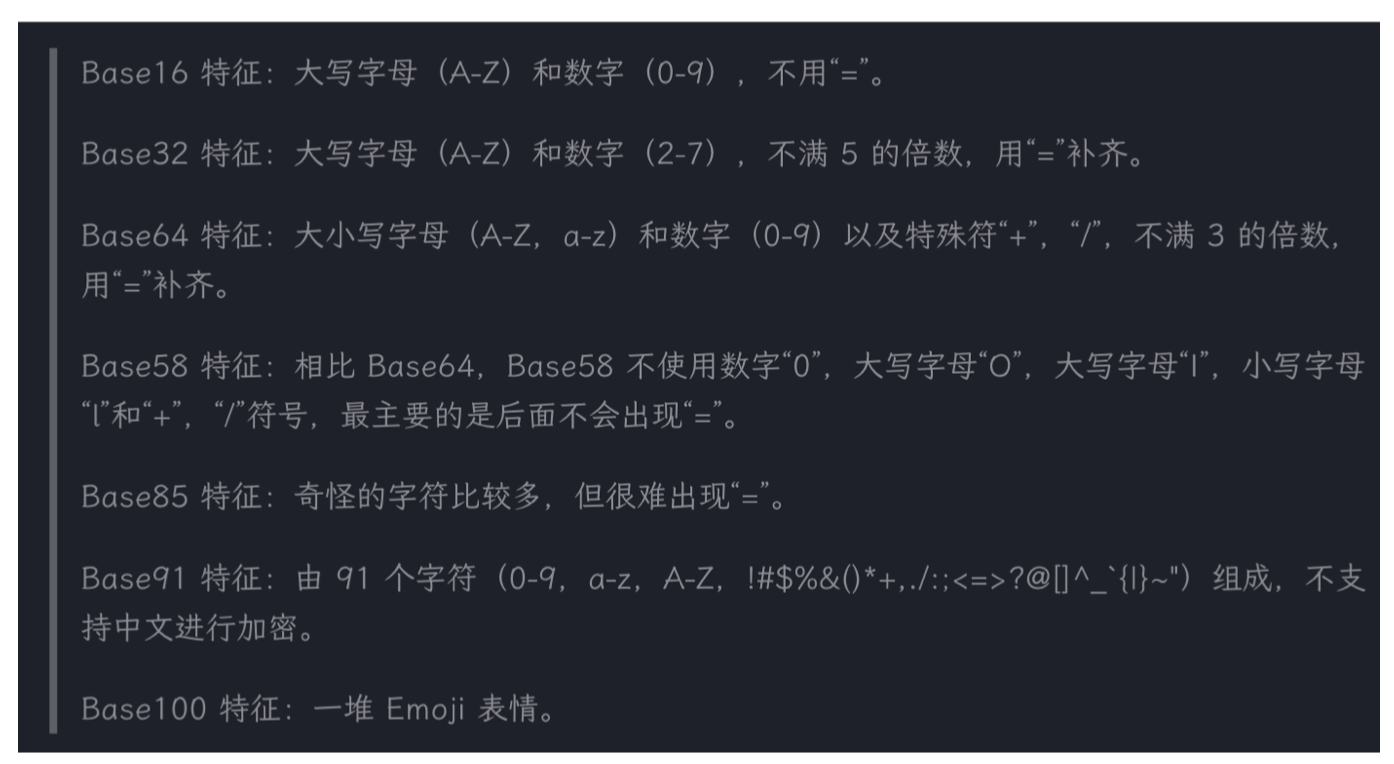 Base16 特征：大写字母（A-Z）和数字（0-9），不用“=”。
Base32 特征：大写字母（A-Z）和数字（2-7），不满 5 的倍数，用“=”补齐。
Base64 特征：大小写字母（A-Z，a-z）和数字（0-9）以及特殊符“+”，“/”，不满 3 的倍数，
用“=”补齐。
Base58 特征：相比 Base64，Base58 不使用数字“0”，大写字母“O”，大写字母“I”，小写字母
“l”和“+”，“/”符号，最主要的是后面不会出现“=”。
Base85 特征：奇怪的字符比较多，但很难出现“=”。
Base91 特征：由 91 个字符（0-9，a-z，A-Z，!#$%&()*+,./:;<=>?@[]^_`{|}~"）组成，不支
持中文进行加密。
Base100 特征：一堆 Emoji 表情。